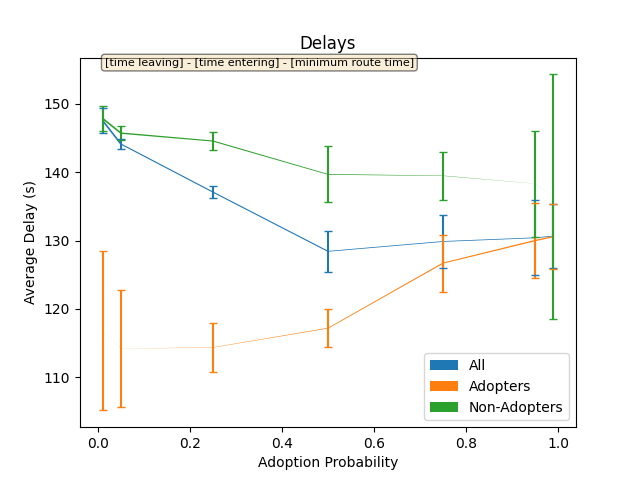 Delays
[time leaving] - [time entering] - [minimum route time]
150
140
130
120
110
Average Delay (s)
0.0 0.2 0.4 0.6 0.8 1.0
Adoption Probability
All
Adopters
Non-Adopters